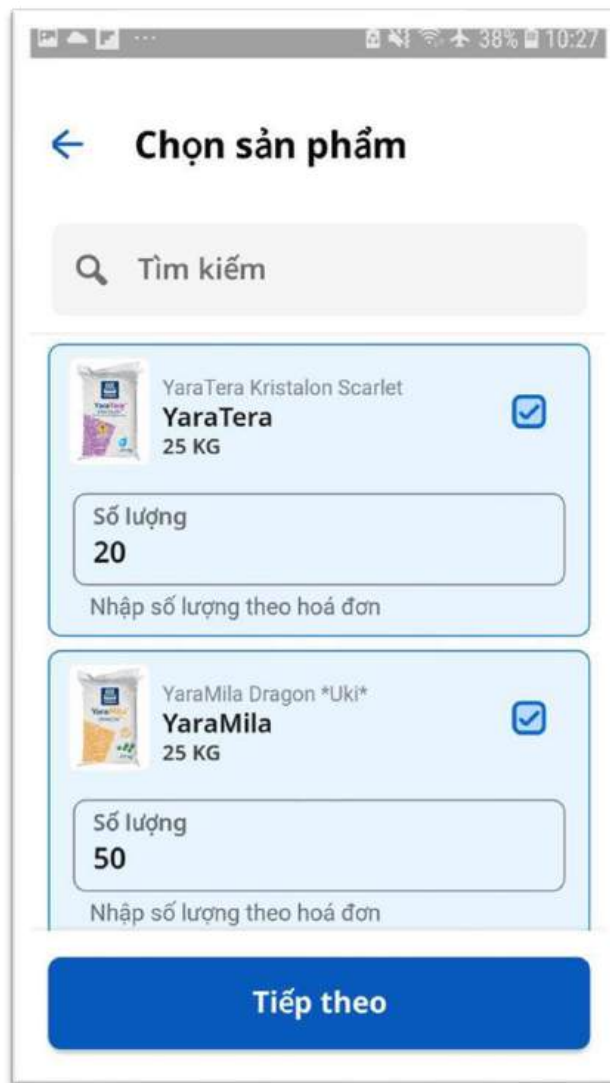 ... 38% 10:27
Chọn sản phẩm
Tìm kiếm
YaraTera Kristalon Scarlet
YaraTera
25 KG
Số lượng
20
Nhập số lượng theo hoá đơn
YaraMila Dragon *Uki*
YaraMila
25 KG
Số lượng
50
Nhập số lượng theo hoá đơn
Tiếp theo